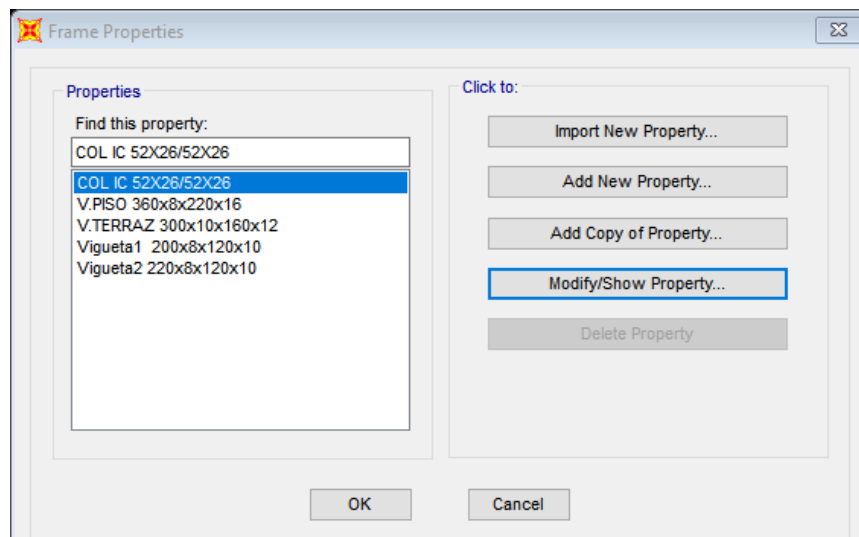 Frame Properties
Properties
Find this property:
COL IC 52X26/52X26
COL IC 52X26/52X26
V.PISO 360x8x220x16
V.TERRAZ 300x10x160x12
Vigueta1  200x8x120x10
Vigueta2 220x8x120x10
Click to:
Import New Property...
Add New Property...
Add Copy of Property...
Modify/Show Property...
Delete Property
OK
Cancel